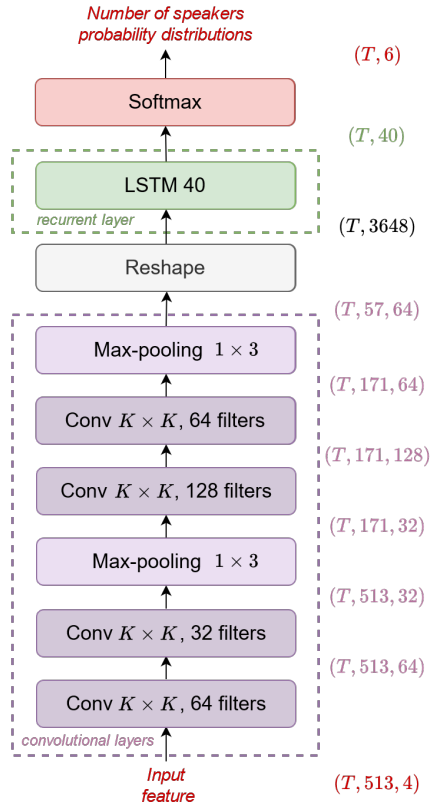 Number of speakers
probability distributions
(T, 6)
Softmax
(T, 40)
LSTM 40
recurrent layer
(T, 3648)
Reshape
(T, 57, 64)
Max-pooling 1 × 3
(T, 171, 64)
Conv K × K, 64 filters
(T, 171, 128)
Conv K × K, 128 filters
(T, 171, 32)
Max-pooling 1 × 3
(T, 513, 32)
Conv K × K, 32 filters
(T, 513, 64)
Conv K × K, 64 filters
convolutional layers
Input
feature
(T, 513, 4)